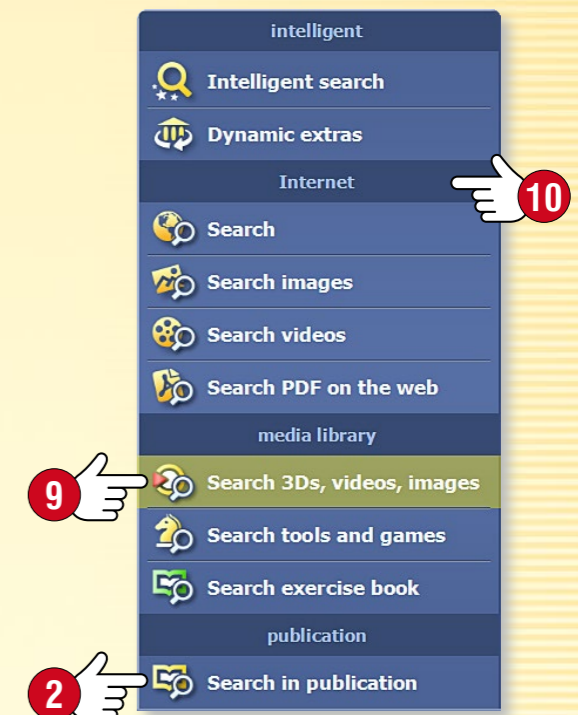 intelligent
Intelligent search
Dynamic extras
Internet
10
Search
Search images
Search videos
Search PDF on the web
media library
9
Search 3Ds, videos, images
Search tools and games
Search exercise book
publication
2
Search in publication